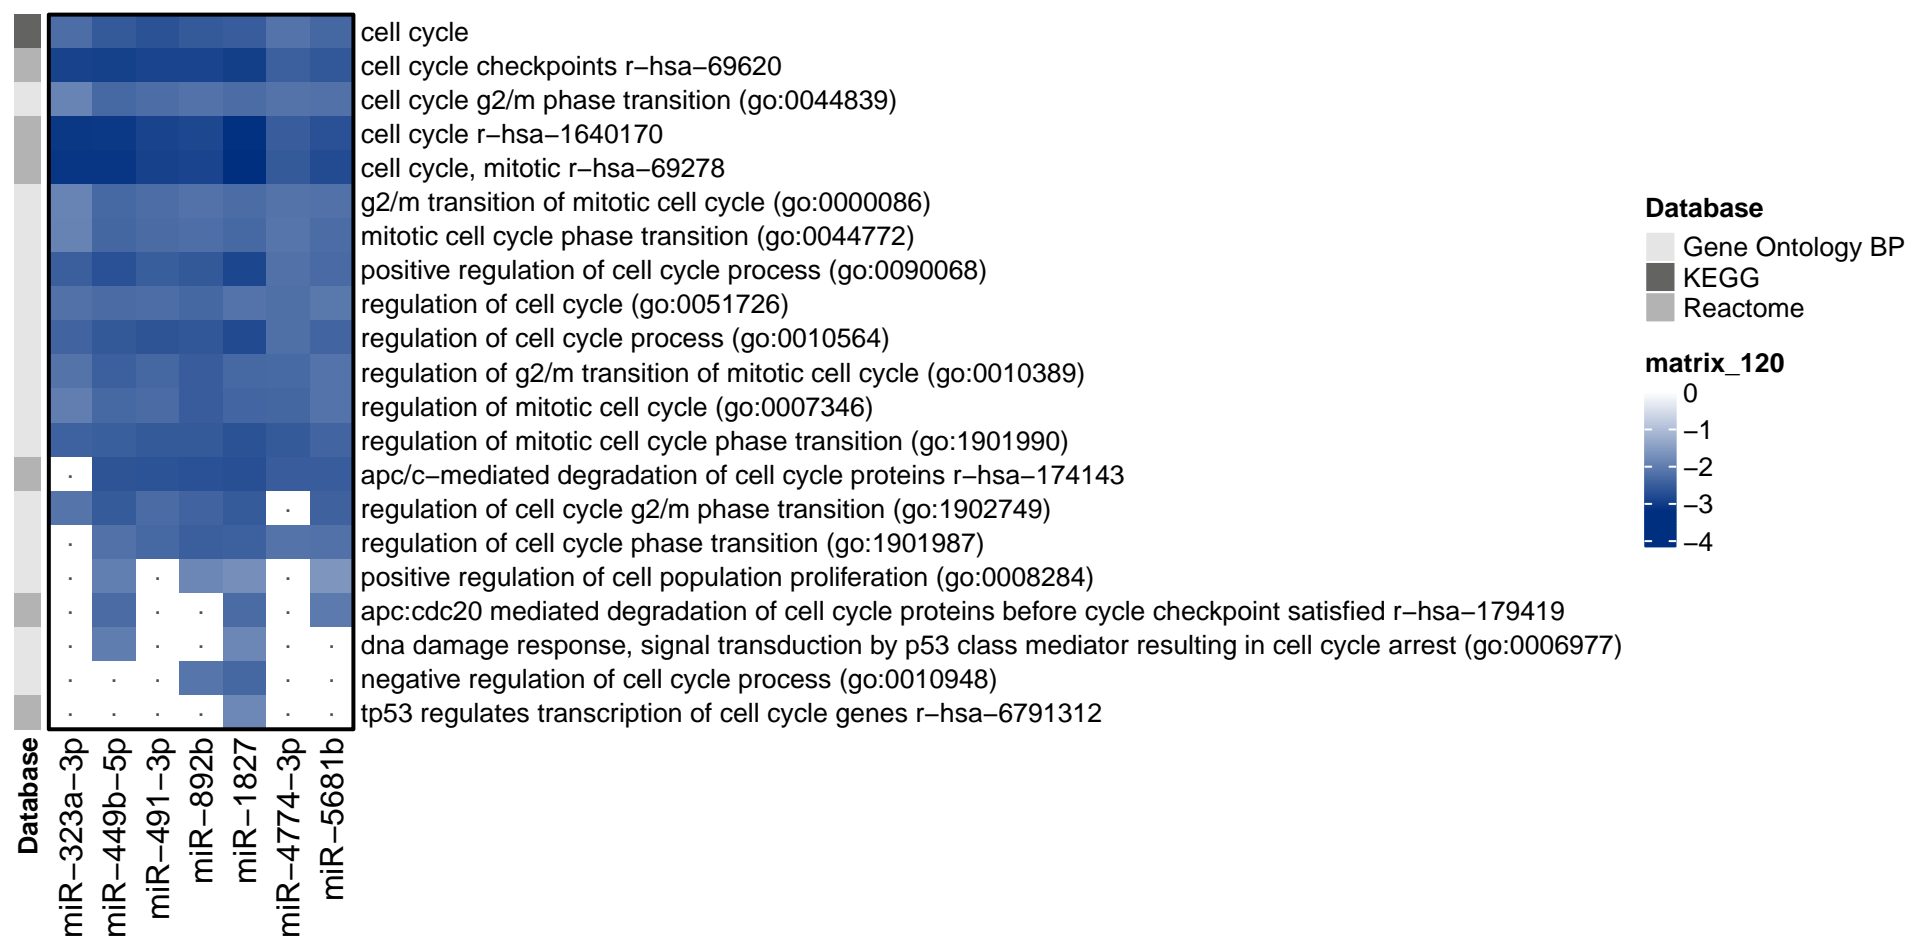 cell cycle
cell cycle checkpoints r−hsa−69620
cell cycle g2/m phase transition (go:0044839)
cell cycle r−hsa−1640170
cell cycle, mitotic r−hsa−69278
g2/m transition of mitotic cell cycle (go:0000086)
mitotic cell cycle phase transition (go:0044772)
positive regulation of cell cycle process (go:0090068)
regulation of cell cycle (go:0051726)
regulation of cell cycle process (go:0010564)
regulation of g2/m transition of mitotic cell cycle (go:0010389)
regulation of mitotic cell cycle (go:0007346)
regulation of mitotic cell cycle phase transition (go:1901990)
apc/c−mediated degradation of cell cycle proteins r−hsa−174143
regulation of cell cycle g2/m phase transition (go:1902749)
regulation of cell cycle phase transition (go:1901987)
positive regulation of cell population proliferation (go:0008284)
apc:cdc20 mediated degradation of cell cycle proteins before cycle checkpoint satisfied r−hsa−179419
dna damage response, signal transduction by p53 class mediator resulting in cell cycle arrest (go:0006977)
negative regulation of cell cycle process (go:0010948)
tp53 regulates transcription of cell cycle genes r−hsa−6791312
Database
miR−323a−3p
miR−449b−5p
miR−491−3p
miR−892b
miR−1827
miR−4774−3p
miR−5681b
Database
Gene Ontology BP
KEGG
Reactome
matrix_120
0
−1
−2
−3
−4